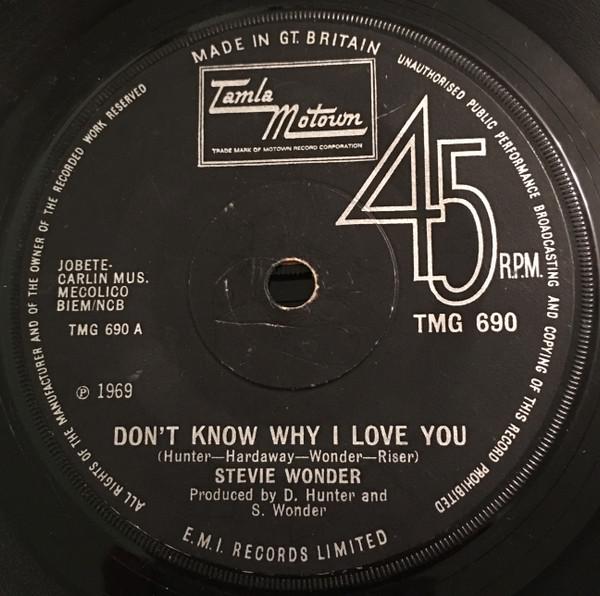 MADE IN GT. BRITAIN
UNAUTHORISED PUBLIC PERFORMANCE BROADCASTING AND COPYING OF THIS RECORD PROHIBITED
ALL RIGHTS OF THE MANUFACTURER AND OF THE OWNER OF THE RECORDED WORK RESERVED
Tamla
Motown
TRADE MARK OF MOTOWN RECORD CORPORATION
45
R.P.M.
JOBETE-
CARLIN MUS.
MECOLICO
BIEM/NCB
TMG 690 A
TMG 690
℗ 1969
DON'T KNOW WHY I LOVE YOU
(Hunter—Hardaway—Wonder—Riser)
STEVIE WONDER
Produced by D. Hunter and
S. Wonder
E.M.I. RECORDS LIMITED